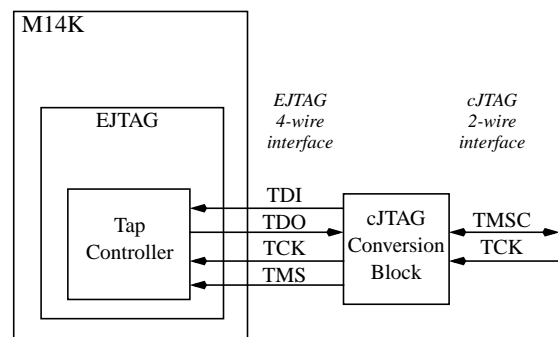 M14K
EJTAG
Tap
Controller
EJTAG
4-wire
interface
cJTAG
2-wire
interface
TDI
TDO
TCK
TMS
cJTAG
Conversion
Block
TMSC
TCK